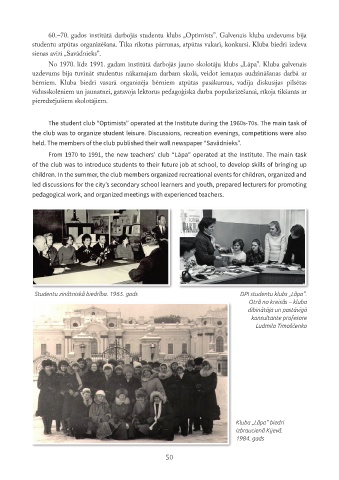 60.–70. gados institūtā darbojās studentu klubs „Optimists”. Galvenais kluba uzdevums bija
studentu atpūtas organizēšana. Tika rīkotas pārrunas, atpūtas vakari, konkursi. Kluba biedri izdeva
sienas avīzi „Savādnieks”.
No 1970. līdz 1991. gadam institūtā darbojās jauno skolotāju klubs „Lāpa”. Kluba galvenais
uzdevums bija tuvināt studentus nākamajam darbam skolā, veidot iemaņas audzināšanas darbā ar
bērniem. Kluba biedri vasarā organizēja bērniem atpūtas pasākumus, vadīja diskusijas pilsētas
vidusskolēniem un jaunatnei, gatavoja lektorus pedagoģiskā darba popularizēšanai, rīkoja tikšanās ar
pieredzējušiem skolotājiem.
The student club “Optimists” operated at the Institute during the 1960s-70s. The main task of
the club was to organize student leisure. Discussions, recreation evenings, competitions were also
held. The members of the club published their wall newspaper “Savādnieks”.
From 1970 to 1991, the new teachers’ club “Lāpa” operated at the Institute. The main task
of the club was to introduce students to their future job at school, to develop skills of bringing up
children. In the summer, the club members organized recreational events for children, organized and
led discussions for the city’s secondary school learners and youth, prepared lecturers for promoting
pedagogical work, and organized meetings with experienced teachers.
Studentu zinātniskā biedrība. 1965. gads
DPI studentu klubs „Lāpa”.
Otrā no kreisās – kluba
dibinātāja un pastāvīgā
konsultante profesore
Ludmila Timoščenko
Kluba „Lāpa” biedri
izbraucienā Kijevā.
1984. gads
50